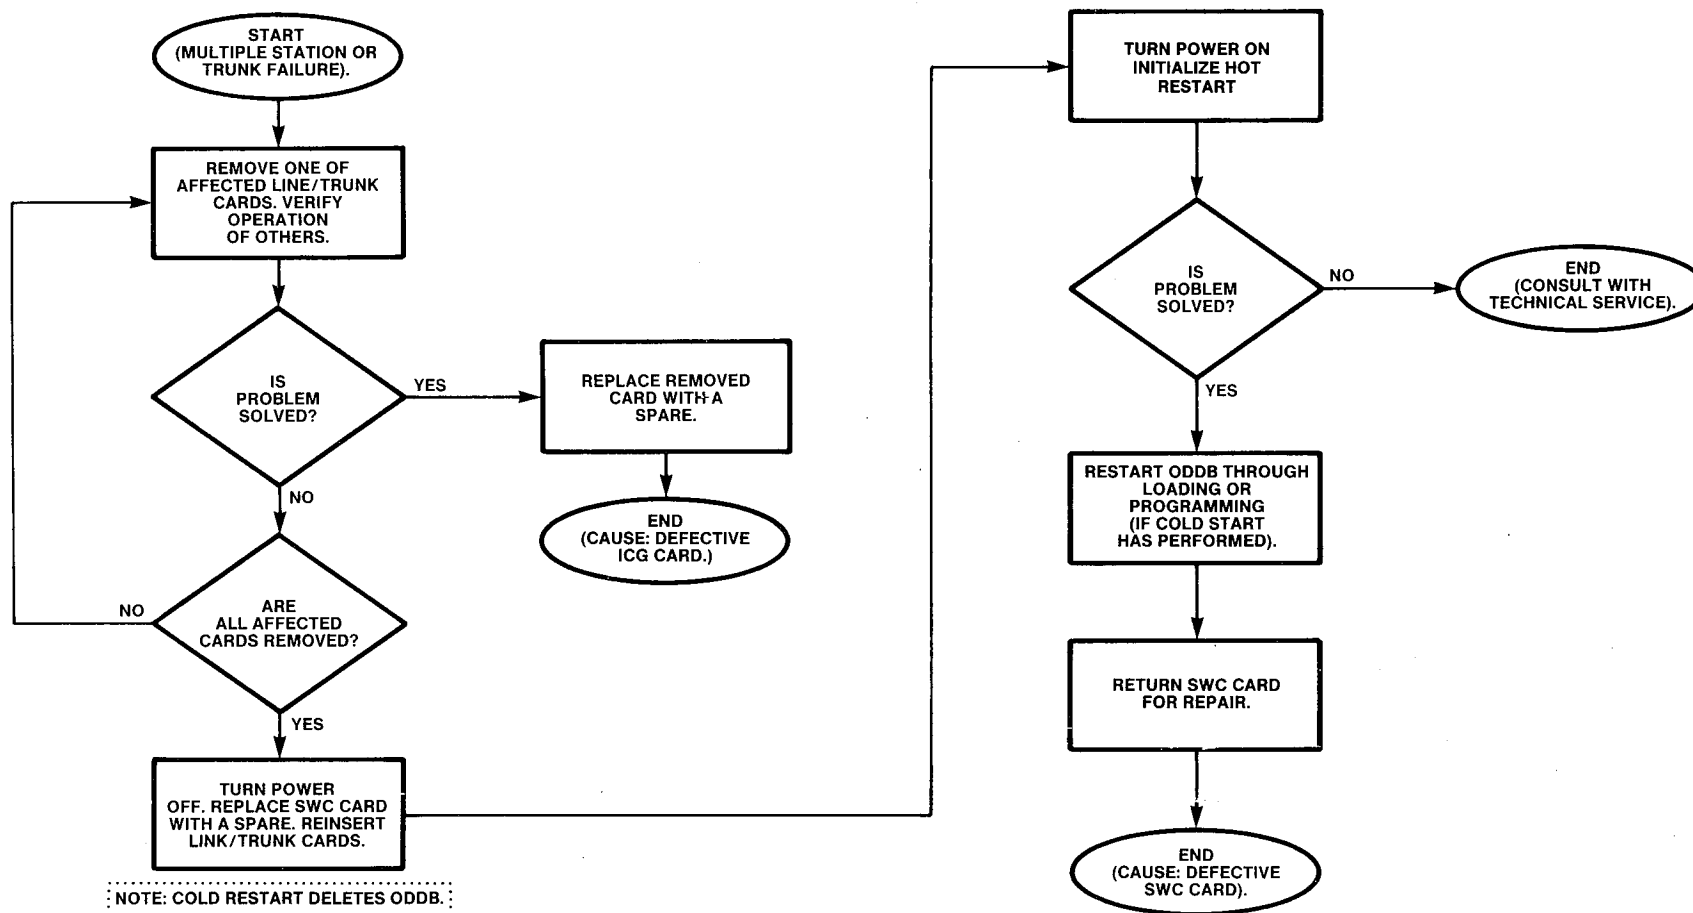 START
(MULTIPLE STATION OR
TRUNK FAILURE).
REMOVE ONE OF
AFFECTED LINE/TRUNK
CARDS. VERIFY
OPERATION
OF OTHERS.
IS
PROBLEM
SOLVED?
YES
REPLACE REMOVED
CARD WITH A
SPARE.
END
(CAUSE: DEFECTIVE
ICG CARD.)
NO
ARE
ALL AFFECTED
CARDS REMOVED?
NO
YES
TURN POWER
OFF. REPLACE SWC CARD
WITH A SPARE. REINSERT
LINK/TRUNK CARDS.
NOTE: COLD RESTART DELETES ODDB.
TURN POWER ON
INITIALIZE HOT
RESTART
IS
PROBLEM
SOLVED?
NO
END
(CONSULT WITH
TECHNICAL SERVICE).
YES
RESTART ODDB THROUGH
LOADING OR
PROGRAMMING
(IF COLD START
HAS PERFORMED).
RETURN SWC CARD
FOR REPAIR.
END
(CAUSE: DEFECTIVE
SWC CARD).